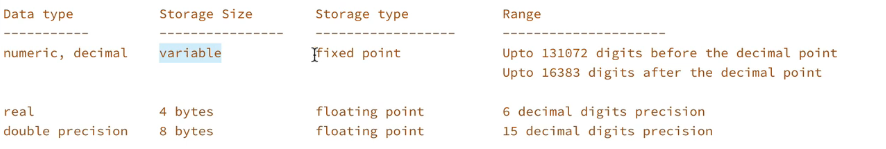 Data type Storage Size Storage type Range
----------- ---------------- ------------------ ---------------------
numeric, decimal variable fixed point Upto 131072 digits before the decimal point
Upto 16383 digits after the decimal point
real 4 bytes floating point 6 decimal digits precision
double precision 8 bytes floating point 15 decimal digits precision